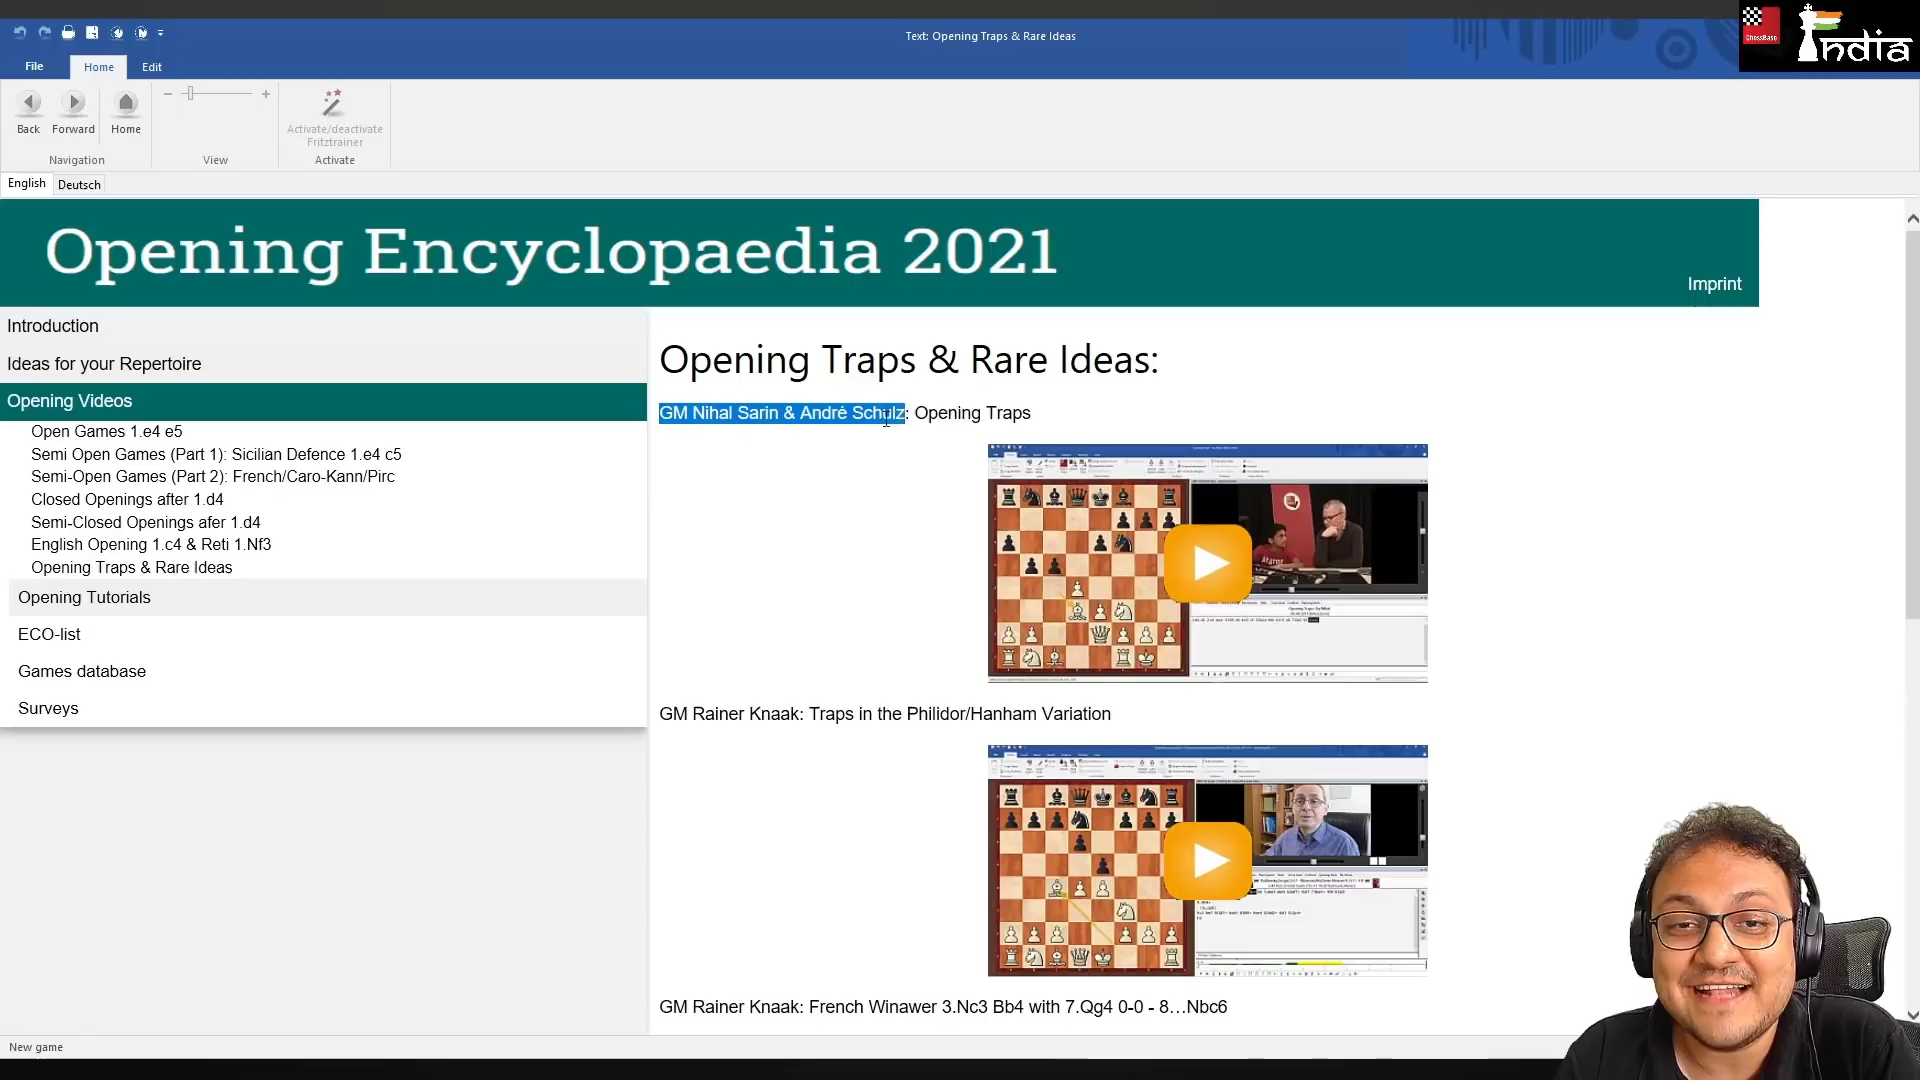 Text: Opening Traps & Rare Ideas
ChessBase
India
File
Home
Edit
Back
Forward
Home
Activate/deactivate
Fritztrainer
Navigation
View
Activate
English
Deutsch
Opening Encyclopaedia 2021
Imprint
Introduction
Ideas for your Repertoire
Opening Videos
Open Games 1.e4 e5
Semi Open Games (Part 1): Sicilian Defence 1.e4 c5
Semi-Open Games (Part 2): French/Caro-Kann/Pirc
Closed Openings after 1.d4
Semi-Closed Openings afer 1.d4
English Opening 1.c4 & Reti 1.Nf3
Opening Traps & Rare Ideas
Opening Tutorials
ECO-list
Games database
Surveys
Opening Traps & Rare Ideas:
GM Nihal Sarin & André Schulz: Opening Traps
GM Rainer Knaak: Traps in the Philidor/Hanham Variation
GM Rainer Knaak: French Winawer 3.Nc3 Bb4 with 7.Qg4 0-0 - 8…Nbc6
New game